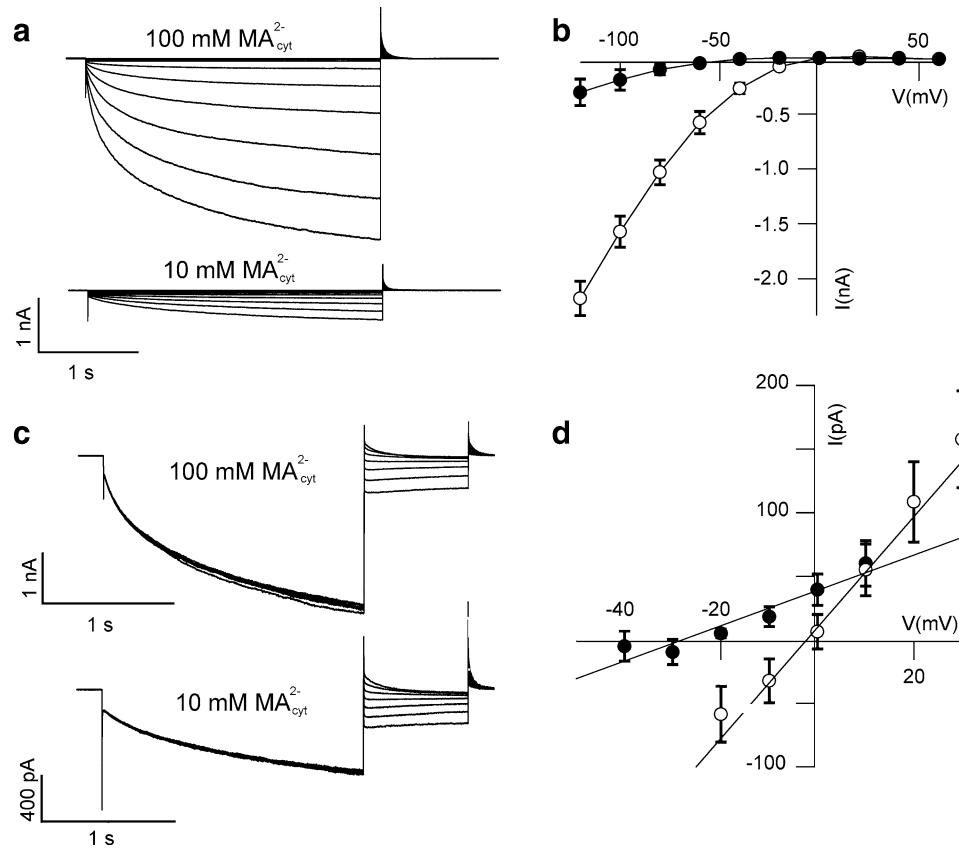 a
100 mM MA²⁻cyt
10 mM MA²⁻cyt
1 nA
1 s
b
-100 -50 50
V(mV)
-0.5
-1.0
-1.5
-2.0
I(nA)
c
100 mM MA²⁻cyt
1 nA
1 s
10 mM MA²⁻cyt
400 pA
1 s
d
200
I(pA)
100
-40 -20
V(mV)
20
-100